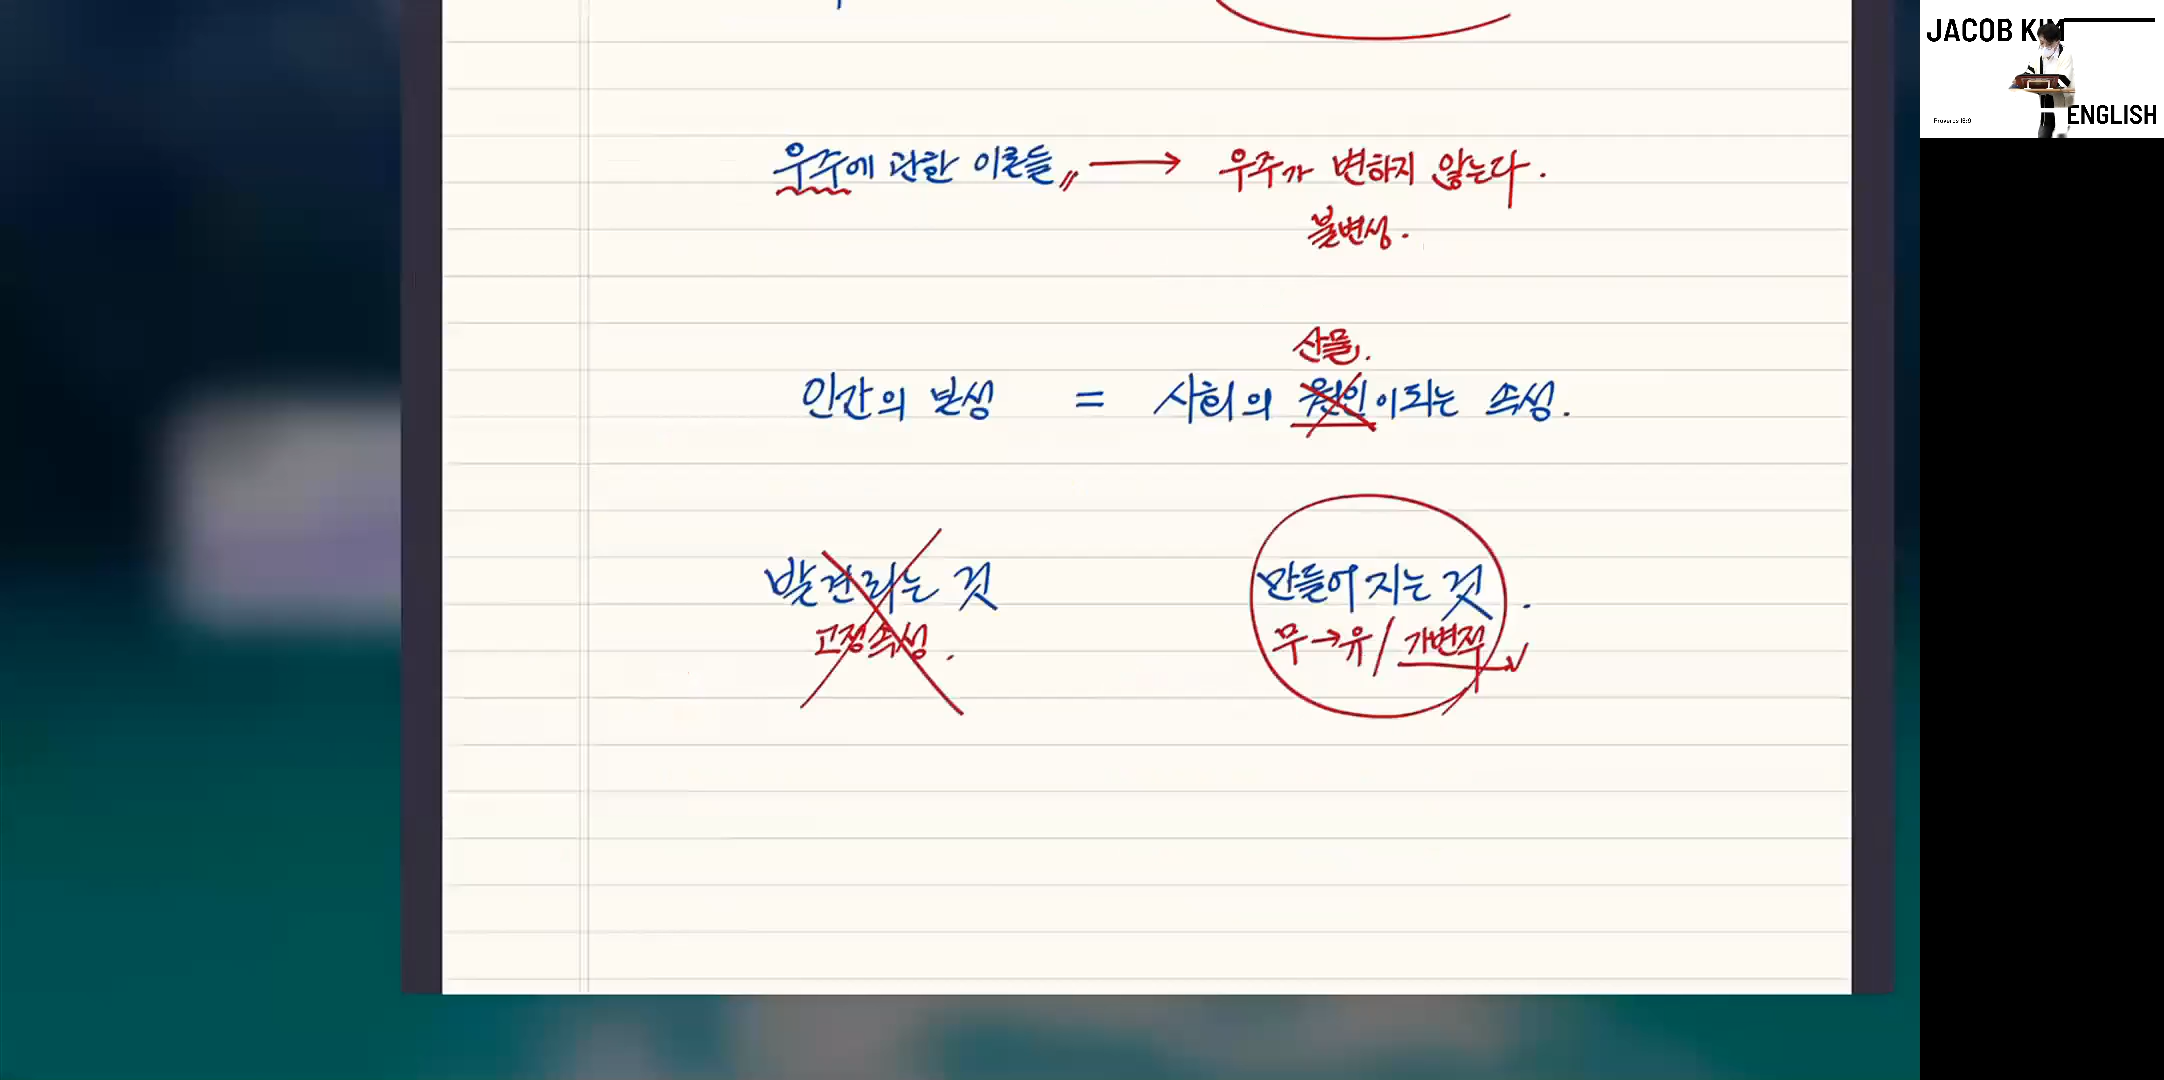 JACOB KIM
Proverbs 16:9
ENGLISH
우주에 관한 이론들 → 우주가 변하지 않는다.
불변성.
산물.
인간의 본성 = 사회의 원인이되는 속성.
발견되는 것 만들어지는 것.
고정속성. 무→유/가변적